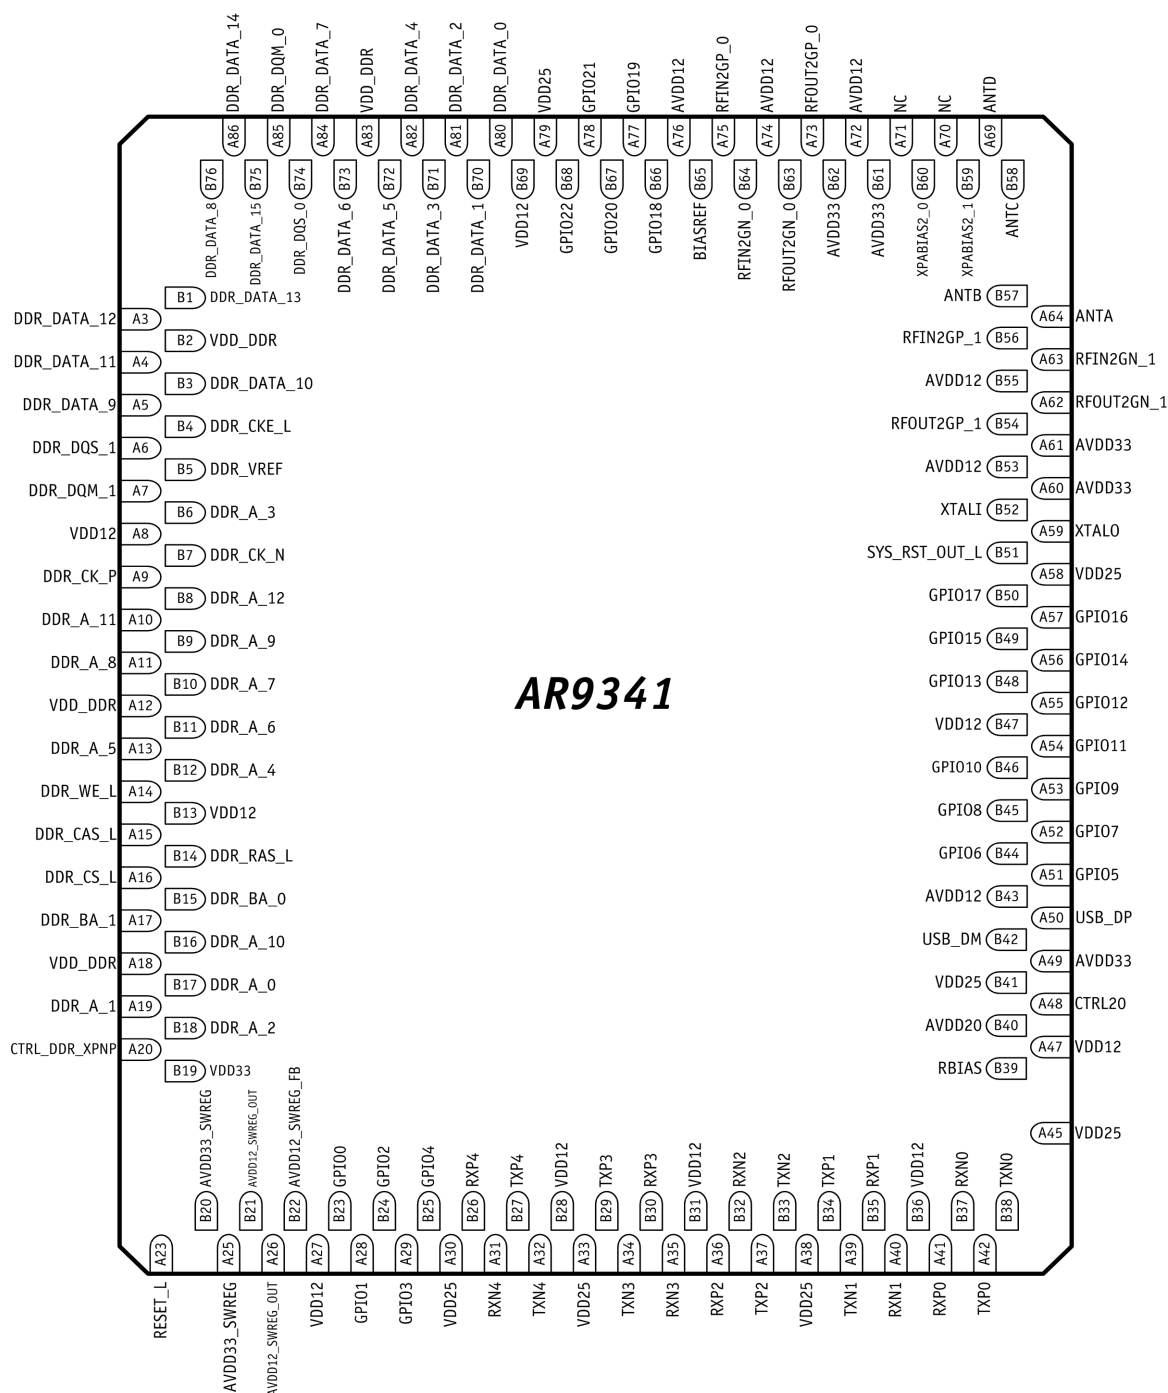 DDR_DATA_14
DDR_DQM_0
DDR_DATA_7
VDD_DDR
DDR_DATA_4
DDR_DATA_2
DDR_DATA_0
VDD25
GPIO21
GPIO19
AVDD12
RFIN2GP_0
AVDD12
RFOUT2GP_0
AVDD12
NC
NC
ANTD
A86
A85
A84
A83
A82
A81
A80
A79
A78
A77
A76
A75
A74
A73
A72
A71
A70
A69
B76
B75
B74
B73
B72
B71
B70
B69
B68
B67
B66
B65
B64
B63
B62
B61
B60
B59
B58
DDR_DATA_8
DDR_DATA_15
DDR_DQS_0
DDR_DATA_6
DDR_DATA_5
DDR_DATA_3
DDR_DATA_1
VDD12
GPIO22
GPIO20
GPIO18
BIASREF
RFIN2GN_0
RFOUT2GN_0
AVDD33
AVDD33
XPABIAS2_0
XPABIAS2_1
ANTC
B1 DDR_DATA_13
DDR_DATA_12 A3
B2 VDD_DDR
DDR_DATA_11 A4
B3 DDR_DATA_10
DDR_DATA_9 A5
B4 DDR_CKE_L
DDR_DQS_1 A6
B5 DDR_VREF
DDR_DQM_1 A7
B6 DDR_A_3
VDD12 A8
B7 DDR_CK_N
DDR_CK_P A9
B8 DDR_A_12
DDR_A_11 A10
B9 DDR_A_9
DDR_A_8 A11
B10 DDR_A_7
VDD_DDR A12
B11 DDR_A_6
DDR_A_5 A13
B12 DDR_A_4
DDR_WE_L A14
B13 VDD12
DDR_CAS_L A15
B14 DDR_RAS_L
DDR_CS_L A16
B15 DDR_BA_0
DDR_BA_1 A17
B16 DDR_A_10
VDD_DDR A18
B17 DDR_A_0
DDR_A_1 A19
B18 DDR_A_2
CTRL_DDR_XPNP A20
B19 VDD33
AR9341
ANTB B57
A64 ANTA
RFIN2GP_1 B56
A63 RFIN2GN_1
AVDD12 B55
A62 RFOUT2GN_1
RFOUT2GP_1 B54
A61 AVDD33
AVDD12 B53
A60 AVDD33
XTALI B52
A59 XTALO
SYS_RST_OUT_L B51
A58 VDD25
GPIO17 B50
A57 GPIO16
GPIO15 B49
A56 GPIO14
GPIO13 B48
A55 GPIO12
VDD12 B47
A54 GPIO11
GPIO10 B46
A53 GPIO9
GPIO8 B45
A52 GPIO7
GPIO6 B44
A51 GPIO5
AVDD12 B43
A50 USB_DP
USB_DM B42
A49 AVDD33
VDD25 B41
A48 CTRL20
AVDD20 B40
A47 VDD12
RBIAS B39
A45 VDD25
AVDD33_SWREG
AVDD12_SWREG_OUT
AVDD12_SWREG_FB
GPIO0
GPIO2
GPIO4
RXP4
TXP4
VDD12
TXP3
RXP3
VDD12
RXN2
TXN2
TXP1
RXP1
VDD12
RXN0
TXN0
B20
B21
B22
B23
B24
B25
B26
B27
B28
B29
B30
B31
B32
B33
B34
B35
B36
B37
B38
A23
A25
A26
A27
A28
A29
A30
A31
A32
A33
A34
A35
A36
A37
A38
A39
A40
A41
A42
RESET_L
AVDD33_SWREG
AVDD12_SWREG_OUT
VDD12
GPIO1
GPIO3
VDD25
RXN4
TXN4
VDD25
TXN3
RXN3
RXP2
TXP2
VDD25
TXN1
RXN1
RXP0
TXP0